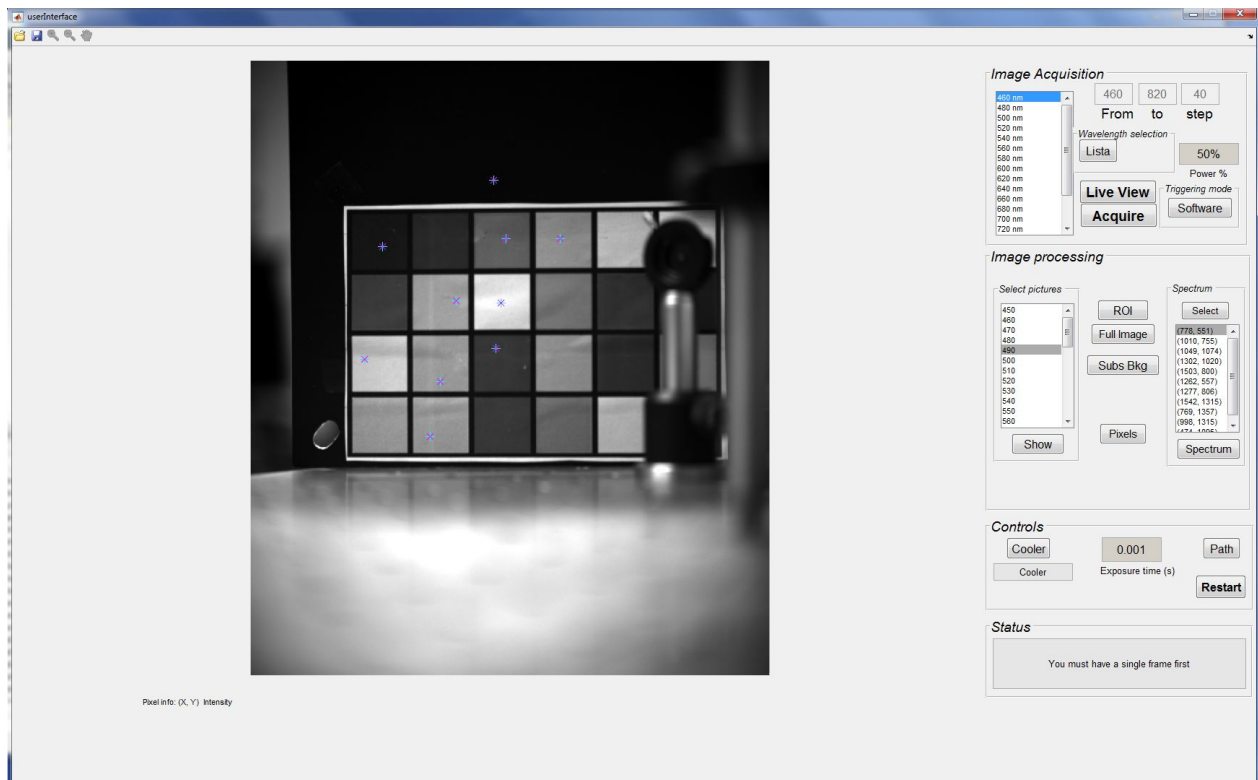 userInterface
Image Acquisition
460 nm
480 nm
500 nm
520 nm
540 nm
560 nm
580 nm
600 nm
620 nm
640 nm
660 nm
680 nm
700 nm
720 nm
460 820 40
From to step
Wavelength selection
Lista
50%
Power %
Live View
Acquire
Triggering mode
Software
Image processing
Select pictures
450
460
470
480
490
500
510
520
530
540
550
560
Show
ROI
Full Image
Subs Bkg
Pixels
Spectrum
Select
(778, 551)
(1010, 755)
(1049, 1074)
(1302, 1020)
(1503, 800)
(1262, 557)
(1277, 806)
(1542, 1315)
(769, 1357)
(998, 1315)
Spectrum
Controls
Cooler
Cooler
0.001
Exposure time (s)
Path
Restart
Status
You must have a single frame first
Pixel info: (X, Y) Intensity